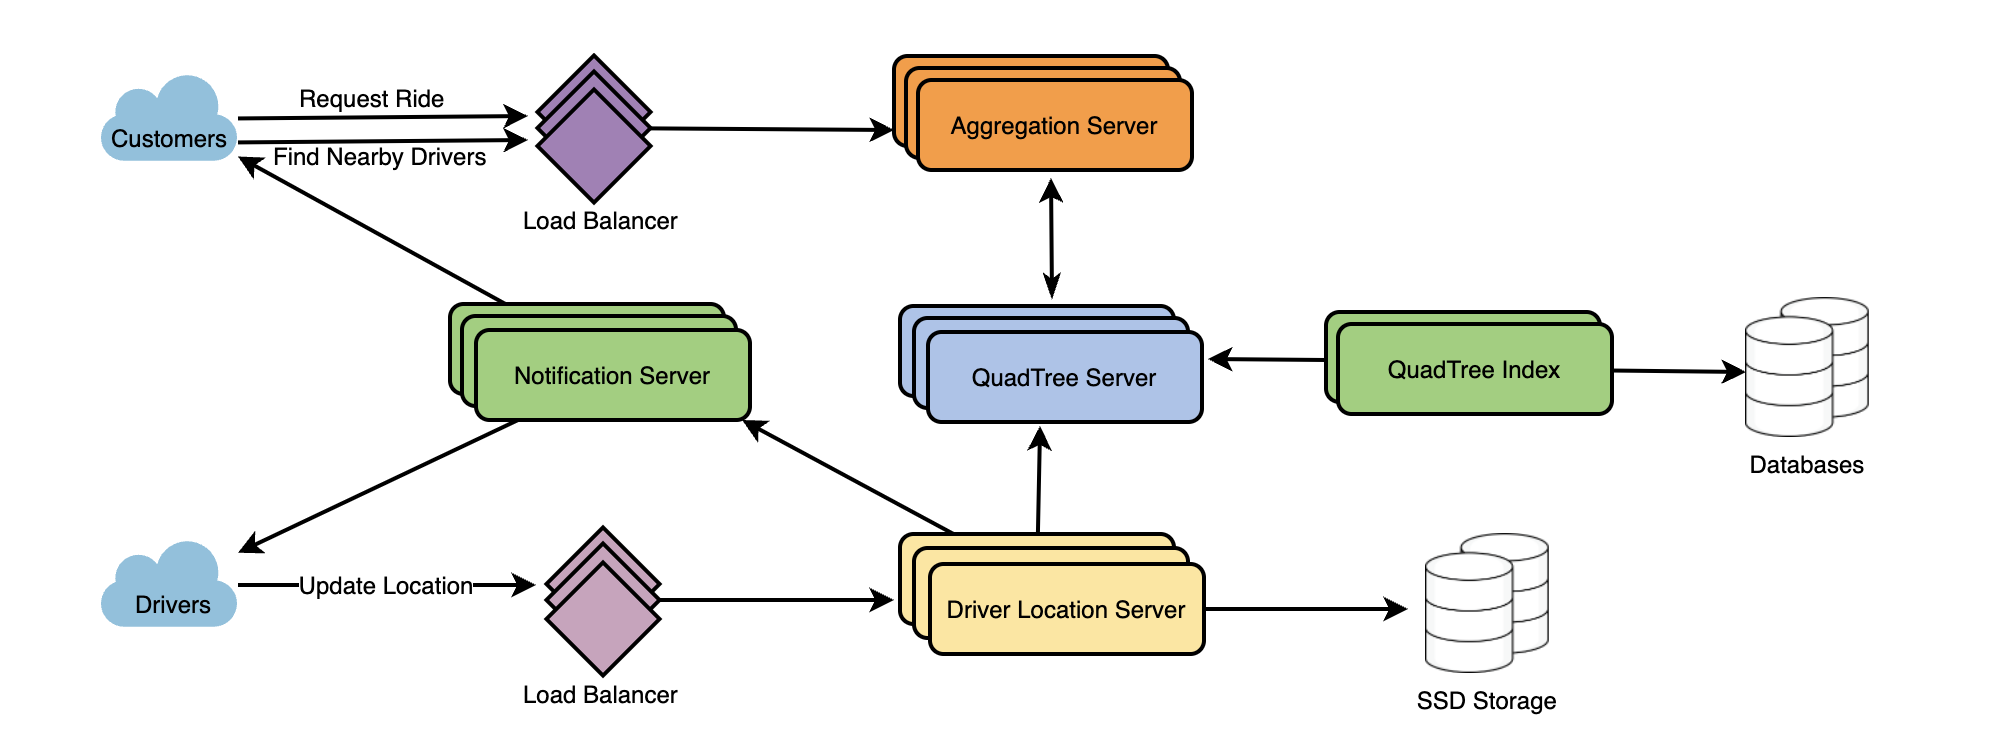 Request Ride
Customers
Find Nearby Drivers
Load Balancer
Aggregation Server
Notification Server
QuadTree Server
QuadTree Index
Databases
Drivers
Update Location
Load Balancer
Driver Location Server
SSD Storage